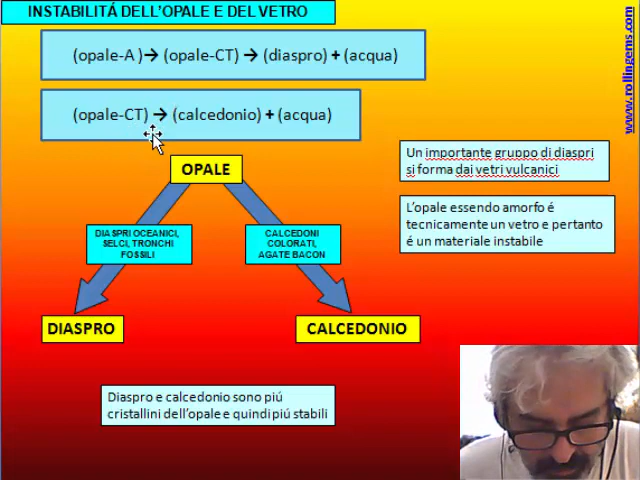 INSTABILITÁ DELL'OPALE E DEL VETRO
www.rollingems.com
(opale-A )→ (opale-CT) → (diaspro) + (acqua)
(opale-CT) → (calcedonio) + (acqua)
Un importante gruppo di diaspri
si forma dai vetri vulcanici
OPALE
L'opale essendo amorfo é
tecnicamente un vetro e pertanto
é un materiale instabile
DIASPRI OCEANICI,
SELCI, TRONCHI
FOSSILI
CALCEDONI
COLORATI,
AGATE BACON
DIASPRO
CALCEDONIO
Diaspro e calcedonio sono piú
cristallini dell'opale e quindi piú stabili